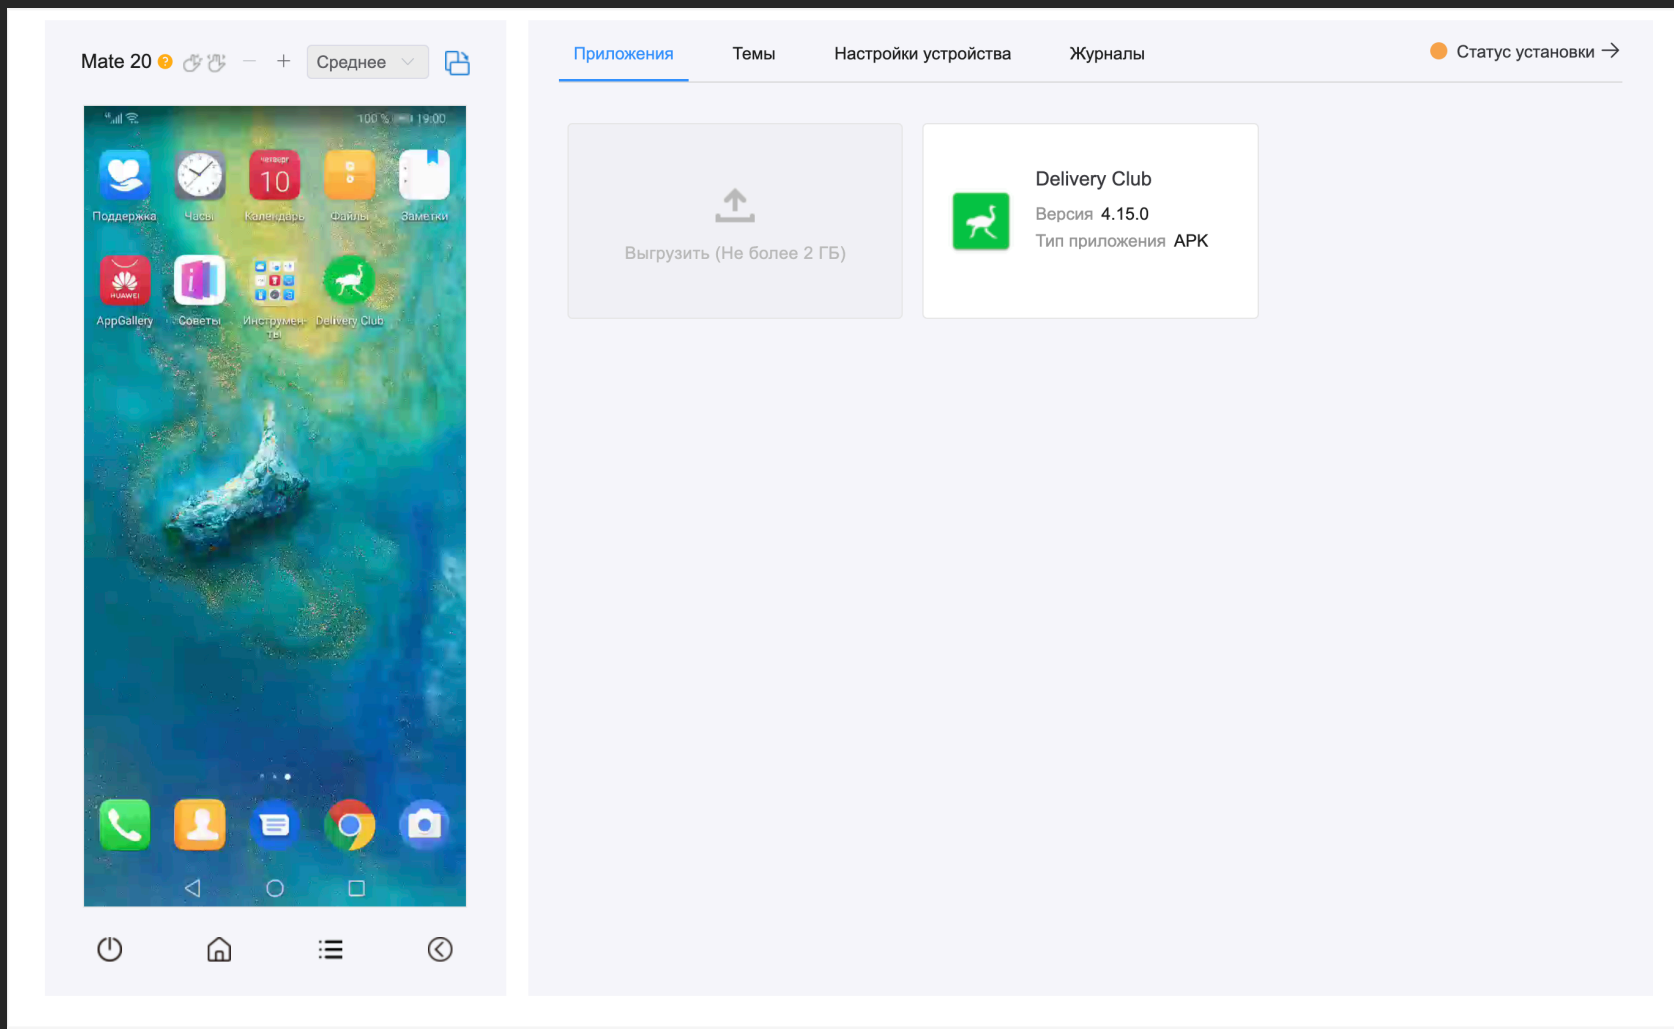 Mate 20
Среднее
Приложения
Темы
Настройки устройства
Журналы
Статус установки
100 %
19:00
четверг
10
Поддержка
Часы
Календарь
Файлы
Заметки
HUAWEI
AppGallery
Советы
Инструмен-
ты
Delivery Club
Выгрузить (Не более 2 ГБ)
Delivery Club
Версия 4.15.0
Тип приложения APK